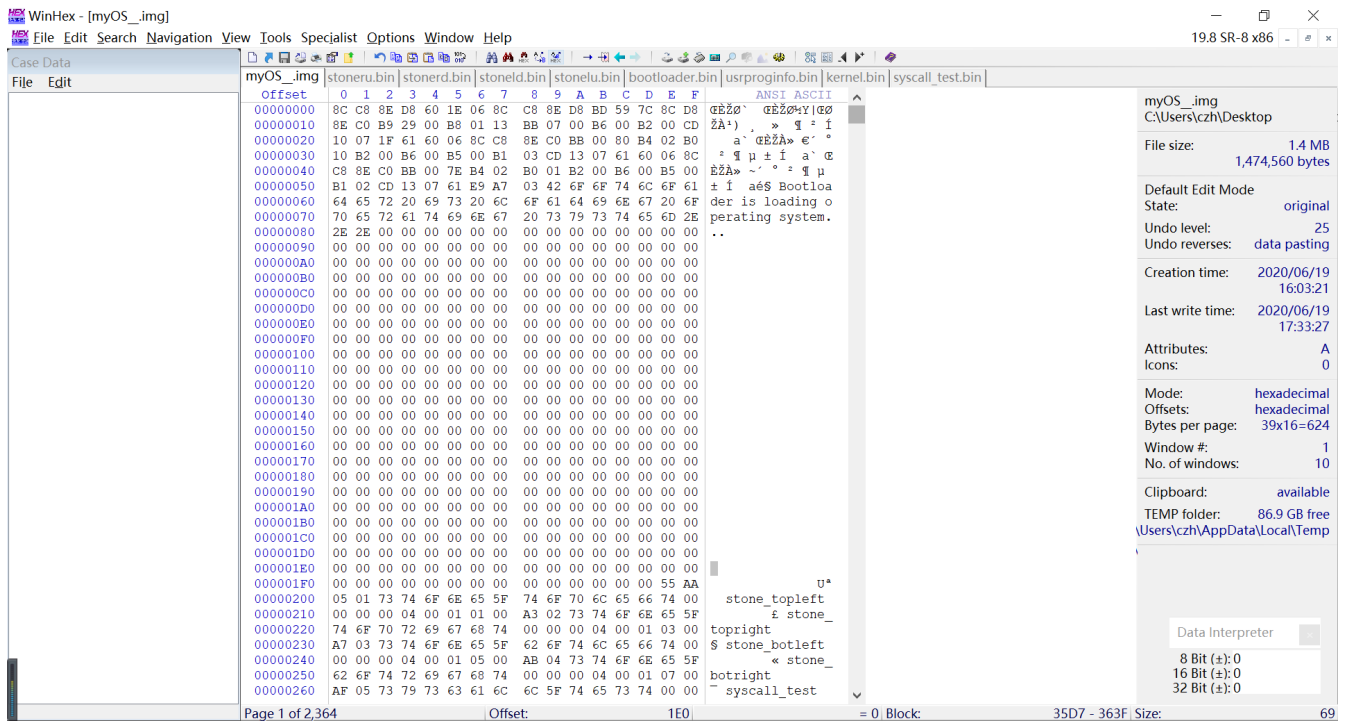 WinHex - [myOS_.img]
File Edit Search Navigation View Tools Specialist Options Window Help
19.8 SR-8 x86
Case Data
File Edit
myOS_.img stoneru.bin stonerd.bin stoneld.bin stonelu.bin bootloader.bin usrproginfo.bin kernel.bin syscall_test.bin
Offset 0 1 2 3 4 5 6 7 8 9 A B C D E F ANSI ASCII
00000000 8C C8 8E D8 60 1E 06 8C C8 8E D8 BD 59 7C 8C D8 ŒÈŽØ` ŒÈŽØ½Y|ŒØ
00000010 8E C0 B9 29 00 B8 01 13 BB 07 00 B6 00 B2 00 CD ŽÀ¹) ¸ » ¶ ² Í
00000020 10 07 1F 61 60 06 8C C8 8E C0 BB 00 80 B4 02 B0 a` ŒÈŽÀ» €´ °
00000030 10 B2 00 B6 00 B5 00 B1 03 CD 13 07 61 60 06 8C ² ¶ µ ± Í a` Œ
00000040 C8 8E C0 BB 00 7E B4 02 B0 01 B2 00 B6 00 B5 00 ÈŽÀ» ~´ ° ² ¶ µ
00000050 B1 02 CD 13 07 61 E9 A7 03 42 6F 6F 74 6C 6F 61 ± Í aé§ Bootloa
00000060 64 65 72 20 69 73 20 6C 6F 61 64 69 6E 67 20 6F der is loading o
00000070 70 65 72 61 74 69 6E 67 20 73 79 73 74 65 6D 2E perating system.
00000080 2E 2E 00 00 00 00 00 00 00 00 00 00 00 00 00 00 ..
00000090 00 00 00 00 00 00 00 00 00 00 00 00 00 00 00 00
000000A0 00 00 00 00 00 00 00 00 00 00 00 00 00 00 00 00
000000B0 00 00 00 00 00 00 00 00 00 00 00 00 00 00 00 00
000000C0 00 00 00 00 00 00 00 00 00 00 00 00 00 00 00 00
000000D0 00 00 00 00 00 00 00 00 00 00 00 00 00 00 00 00
000000E0 00 00 00 00 00 00 00 00 00 00 00 00 00 00 00 00
000000F0 00 00 00 00 00 00 00 00 00 00 00 00 00 00 00 00
00000100 00 00 00 00 00 00 00 00 00 00 00 00 00 00 00 00
00000110 00 00 00 00 00 00 00 00 00 00 00 00 00 00 00 00
00000120 00 00 00 00 00 00 00 00 00 00 00 00 00 00 00 00
00000130 00 00 00 00 00 00 00 00 00 00 00 00 00 00 00 00
00000140 00 00 00 00 00 00 00 00 00 00 00 00 00 00 00 00
00000150 00 00 00 00 00 00 00 00 00 00 00 00 00 00 00 00
00000160 00 00 00 00 00 00 00 00 00 00 00 00 00 00 00 00
00000170 00 00 00 00 00 00 00 00 00 00 00 00 00 00 00 00
00000180 00 00 00 00 00 00 00 00 00 00 00 00 00 00 00 00
00000190 00 00 00 00 00 00 00 00 00 00 00 00 00 00 00 00
000001A0 00 00 00 00 00 00 00 00 00 00 00 00 00 00 00 00
000001B0 00 00 00 00 00 00 00 00 00 00 00 00 00 00 00 00
000001C0 00 00 00 00 00 00 00 00 00 00 00 00 00 00 00 00
000001D0 00 00 00 00 00 00 00 00 00 00 00 00 00 00 00 00
000001E0 00 00 00 00 00 00 00 00 00 00 00 00 00 00 00 00
000001F0 00 00 00 00 00 00 00 00 00 00 00 00 00 00 55 AA Uª
00000200 05 01 73 74 6F 6E 65 5F 74 6F 70 6C 65 66 74 00 stone_topleft
00000210 00 00 00 04 00 01 01 00 A3 02 73 74 6F 6E 65 5F £ stone_
00000220 74 6F 70 72 69 67 68 74 00 00 00 04 00 01 03 00 topright
00000230 A7 03 73 74 6F 6E 65 5F 62 6F 74 6C 65 66 74 00 § stone_botleft
00000240 00 00 00 04 00 01 05 00 AB 04 73 74 6F 6E 65 5F « stone_
00000250 62 6F 74 72 69 67 68 74 00 00 00 04 00 01 07 00 botright
00000260 AF 05 73 79 73 63 61 6C 6C 5F 74 65 73 74 00 00 ¯ syscall_test
myOS_.img
C:\Users\czh\Desktop
File size: 1.4 MB
1,474,560 bytes
Default Edit Mode
State: original
Undo level: 25
Undo reverses: data pasting
Creation time: 2020/06/19
16:03:21
Last write time: 2020/06/19
17:33:27
Attributes: A
Icons: 0
Mode: hexadecimal
Offsets: hexadecimal
Bytes per page: 39x16=624
Window #: 1
No. of windows: 10
Clipboard: available
TEMP folder: 86.9 GB free
\Users\czh\AppData\Local\Temp
Data Interpreter
8 Bit (±): 0
16 Bit (±): 0
32 Bit (±): 0
Page 1 of 2,364 Offset: 1E0 = 0 Block: 35D7 - 363F Size: 69